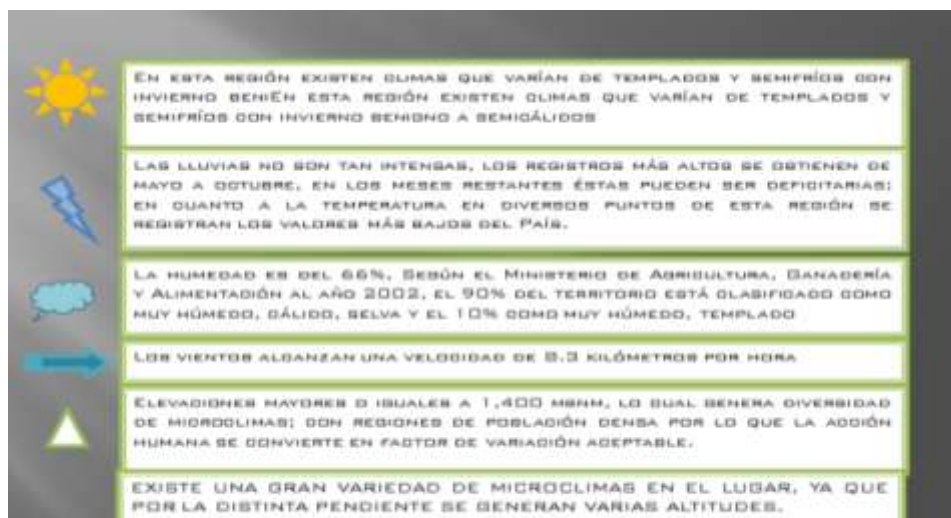 En esta región existen climas que varían de templados y semifríos con
invierno beniEn esta región existen climas que varían de templados y
semifríos con invierno benigno a semicálidos
Las lluvias no son tan intensas, los registros más altos se obtienen de
mayo a octubre, en los meses restantes éstas pueden ser deficitarias;
en cuanto a la temperatura en diversos puntos de esta región se
registran los valores más bajos del País.
La humedad es del 66%, Según el Ministerio de Agricultura, Ganadería
y Alimentación al año 2002, el 90% del territorio está clasificado como
muy húmedo, cálido, selva y el 10% como muy húmedo, templado
Los vientos alcanzan una velocidad de 8.3 kilómetros por hora
Elevaciones mayores o iguales a 1,400 msnm, lo cual genera diversidad
de microclimas; con regiones de población densa por lo que la acción
humana se convierte en factor de variación aceptable.
EXISTE UNA GRAN VARIEDAD DE MICROCLIMAS EN EL LUGAR, YA QUE
POR LA DISTINTA PENDIENTE SE GENERAN VARIAS ALTITUDES.